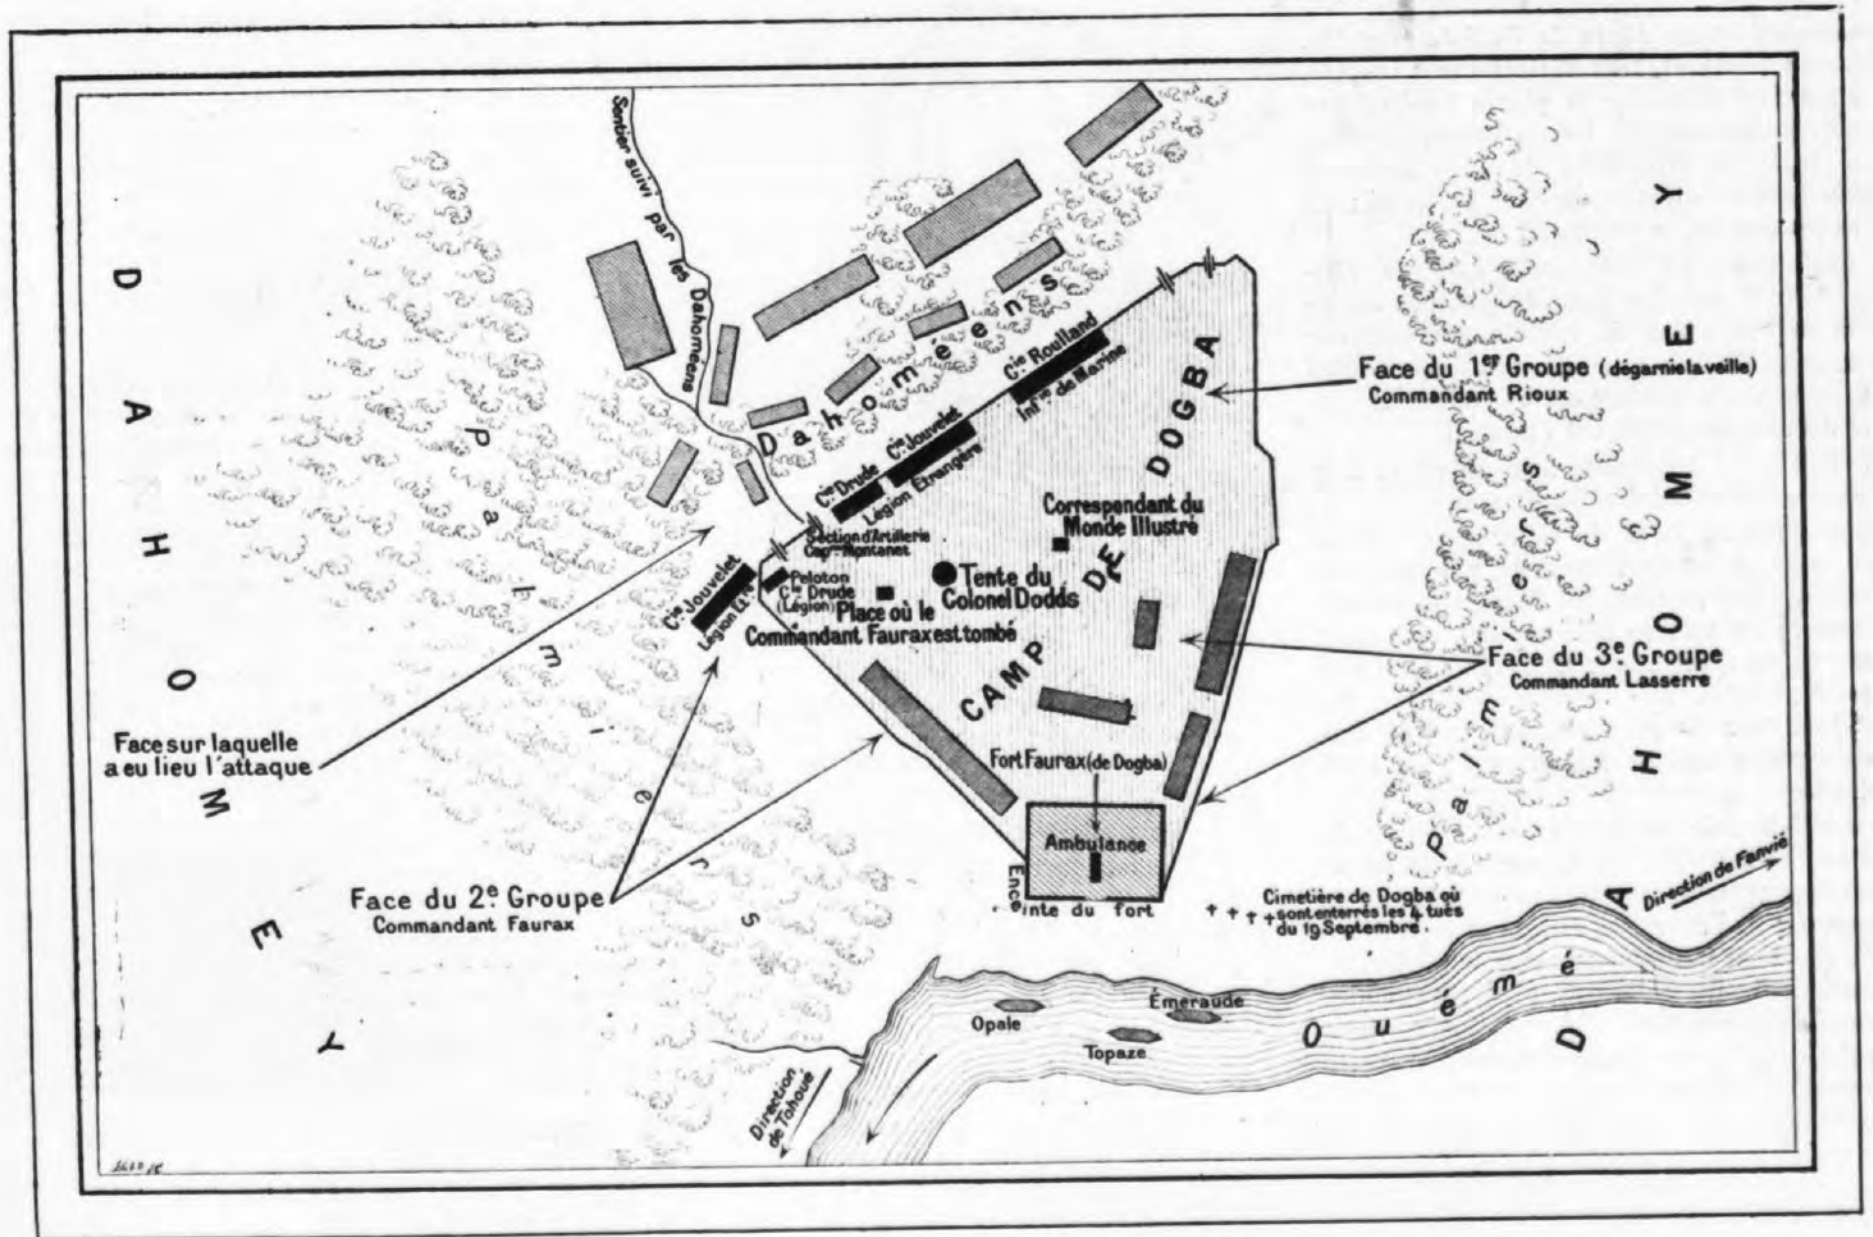 DAHOMEY
Palmiers
Sentier suivi par les Dahoméens
Dahoméens
Cie Roulland
Infie de Marine
Cie Jouvelet
Cie Drude
Légion Étrangère
Section d'Artillerie
Capne Montanet
Cie Jouvelet
Légion Ere
Peloton
Cie Drude
(Légion)
Place où le
Commandant Faurax est tombé
Tente du
Colonel Dodds
Correspendant du
Monde Illustré
CAMP DE DOGBA
Face du 1er Groupe (dégarnie la veille)
Commandant Rioux
Face du 3e Groupe
Commandant Lasserre
Face sur laquelle
a eu lieu l'attaque
Face du 2e Groupe
Commandant Faurax
Fort Faurax (de Dogba)
Ambulance
Enceinte du fort
Cimetière de Dogba où
sont enterrés les 4 tués
du 19 Septembre.
Palmiers
DAHOMEY
Direction de Fanvié
Ouémé
Opale
Émeraude
Topaze
Direction
de Tohoué